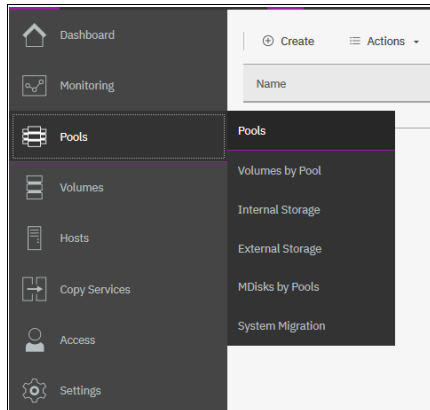 Dashboard
Create
Actions
Monitoring
Name
Pools
Pools
Volumes
Volumes by Pool
Hosts
Internal Storage
External Storage
Copy Services
MDisks by Pools
Access
System Migration
Settings